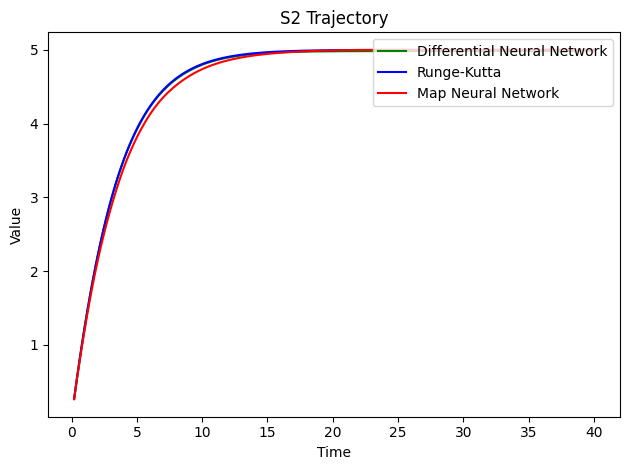 S2 Trajectory
Differential Neural Network
Runge-Kutta
Map Neural Network
5
4
3
2
1
Value
0 5 10 15 20 25 30 35 40
Time